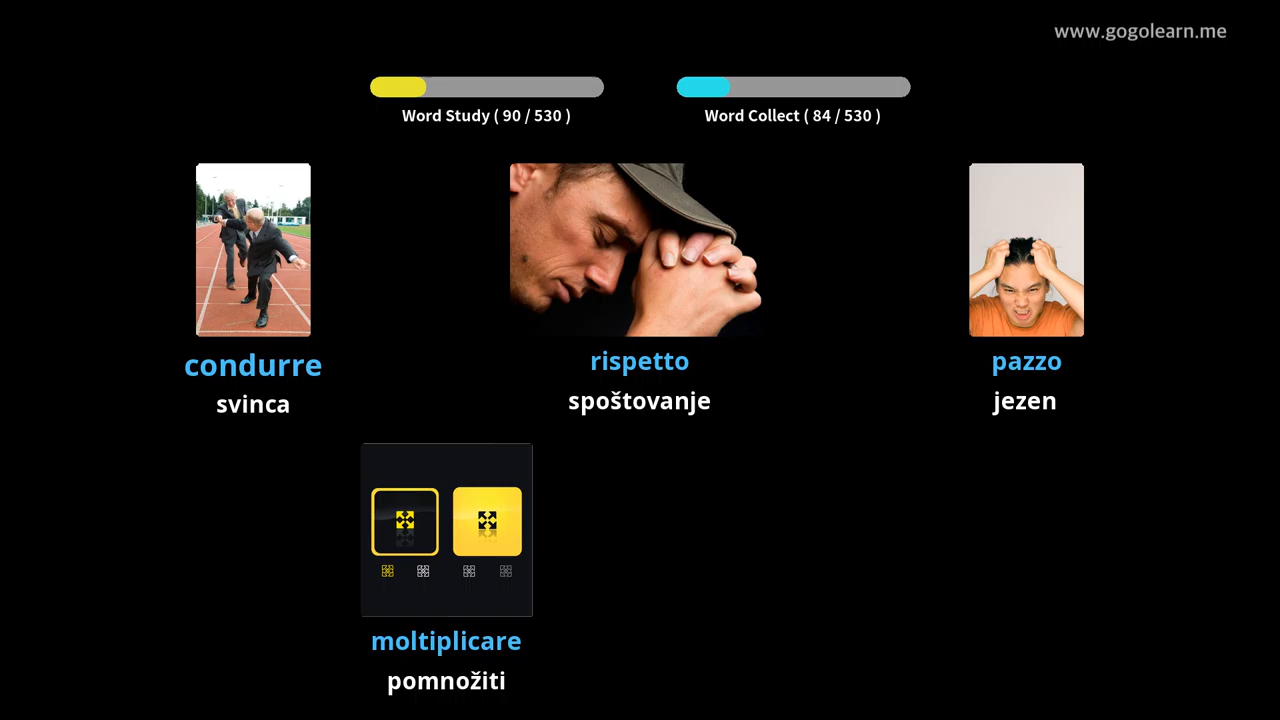 www.gogolearn.me
Word Study ( 90 / 530 )
Word Collect ( 84 / 530 )
condurre
svinca
rispetto
spoštovanje
pazzo
jezen
moltiplicare
pomnožiti